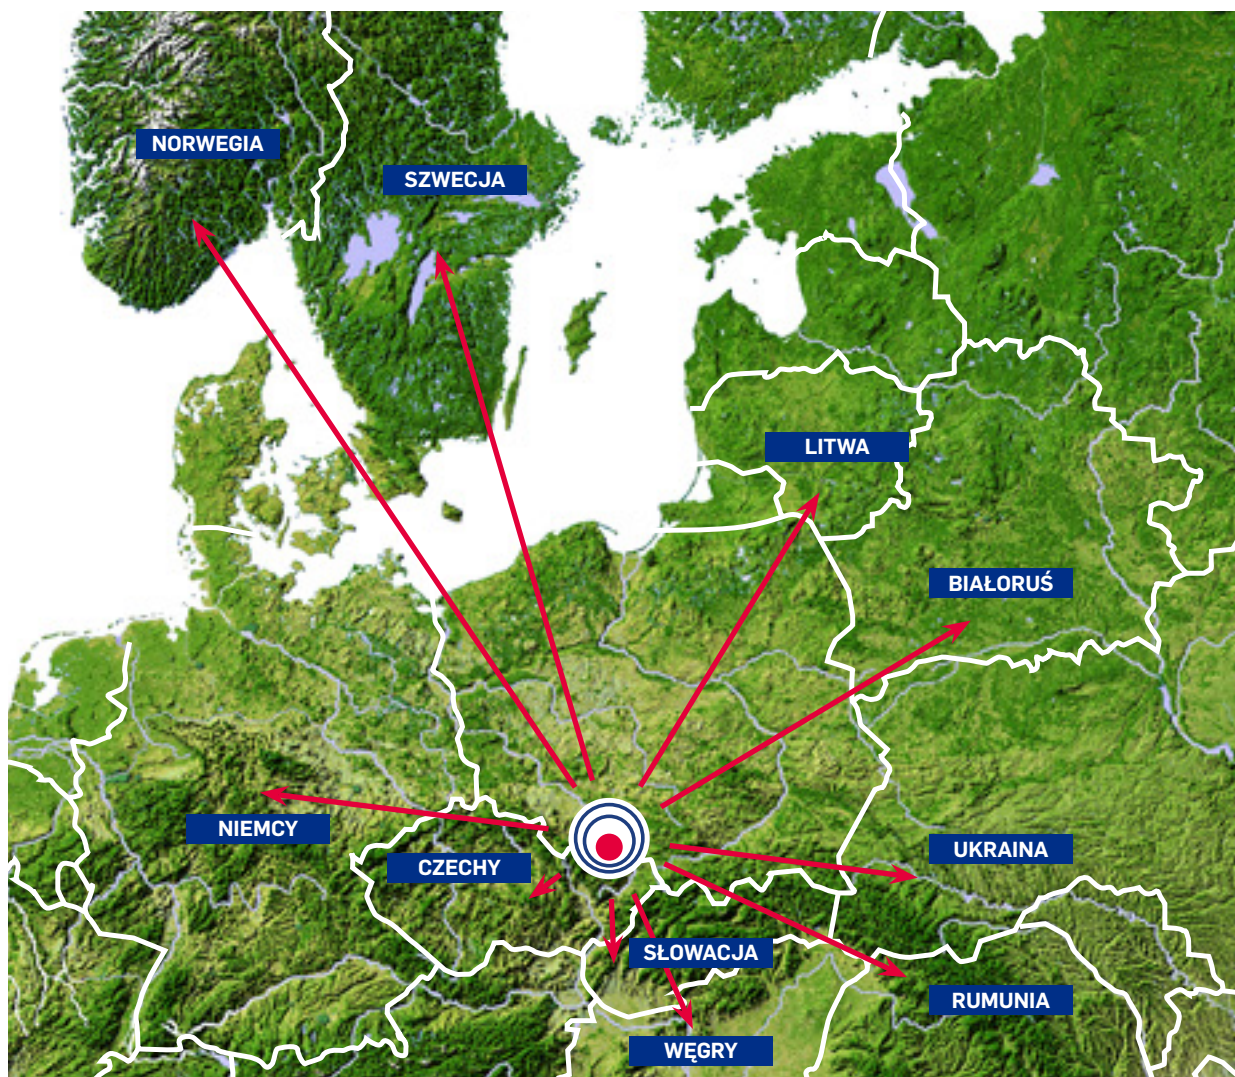 NORWEGIA
SZWECJA
LITWA
BIAŁORUŚ
NIEMCY
CZECHY
UKRAINA
SŁOWACJA
RUMUNIA
WĘGRY